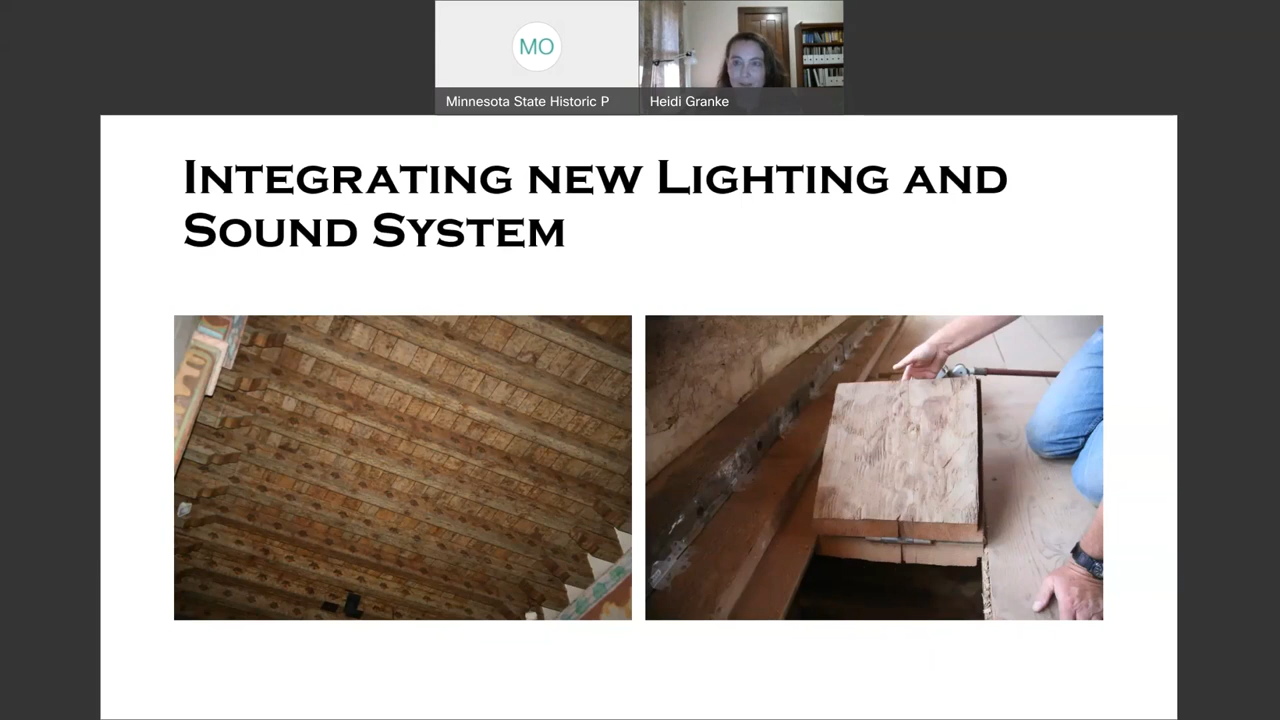 MO
Minnesota State Historic P
Heidi Granke
INTEGRATING NEW LIGHTING AND
SOUND SYSTEM